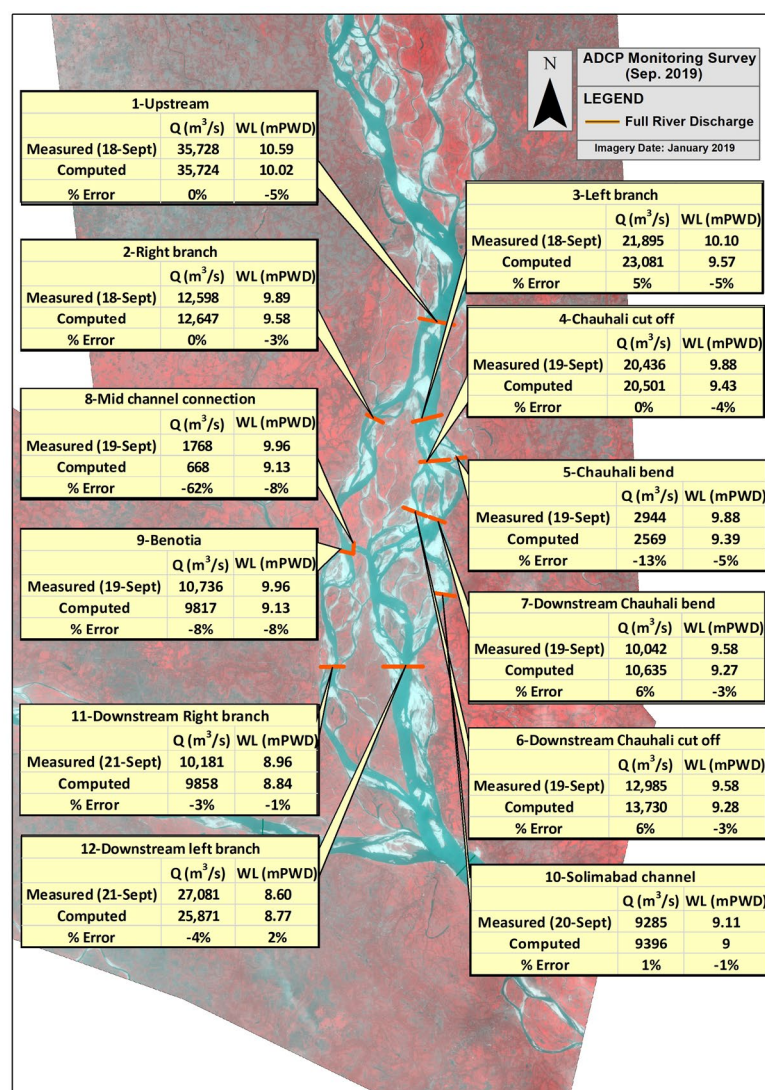 ADCP Monitoring Survey
(Sep. 2019)
N
LEGEND
Full River Discharge
Imagery Date: January 2019
1-Upstream
Q (m³/s) WL (mPWD)
Measured (18-Sept) 35,728 10.59
Computed 35,724 10.02
% Error 0% -5%
2-Right branch
Q (m³/s) WL (mPWD)
Measured (18-Sept) 12,598 9.89
Computed 12,647 9.58
% Error 0% -3%
8-Mid channel connection
Q (m³/s) WL (mPWD)
Measured (19-Sept) 1768 9.96
Computed 668 9.13
% Error -62% -8%
9-Benotia
Q (m³/s) WL (mPWD)
Measured (19-Sept) 10,736 9.96
Computed 9817 9.13
% Error -8% -8%
11-Downstream Right branch
Q (m³/s) WL (mPWD)
Measured (21-Sept) 10,181 8.96
Computed 9858 8.84
% Error -3% -1%
12-Downstream left branch
Q (m³/s) WL (mPWD)
Measured (21-Sept) 27,081 8.60
Computed 25,871 8.77
% Error -4% 2%
3-Left branch
Q (m³/s) WL (mPWD)
Measured (18-Sept) 21,895 10.10
Computed 23,081 9.57
% Error 5% -5%
4-Chauhali cut off
Q (m³/s) WL (mPWD)
Measured (19-Sept) 20,436 9.88
Computed 20,501 9.43
% Error 0% -4%
5-Chauhali bend
Q (m³/s) WL (mPWD)
Measured (19-Sept) 2944 9.88
Computed 2569 9.39
% Error -13% -5%
7-Downstream Chauhali bend
Q (m³/s) WL (mPWD)
Measured (19-Sept) 10,042 9.58
Computed 10,635 9.27
% Error 6% -3%
6-Downstream Chauhali cut off
Q (m³/s) WL (mPWD)
Measured (19-Sept) 12,985 9.58
Computed 13,730 9.28
% Error 6% -3%
10-Solimabad channel
Q (m³/s) WL (mPWD)
Measured (20-Sept) 9285 9.11
Computed 9396 9
% Error 1% -1%